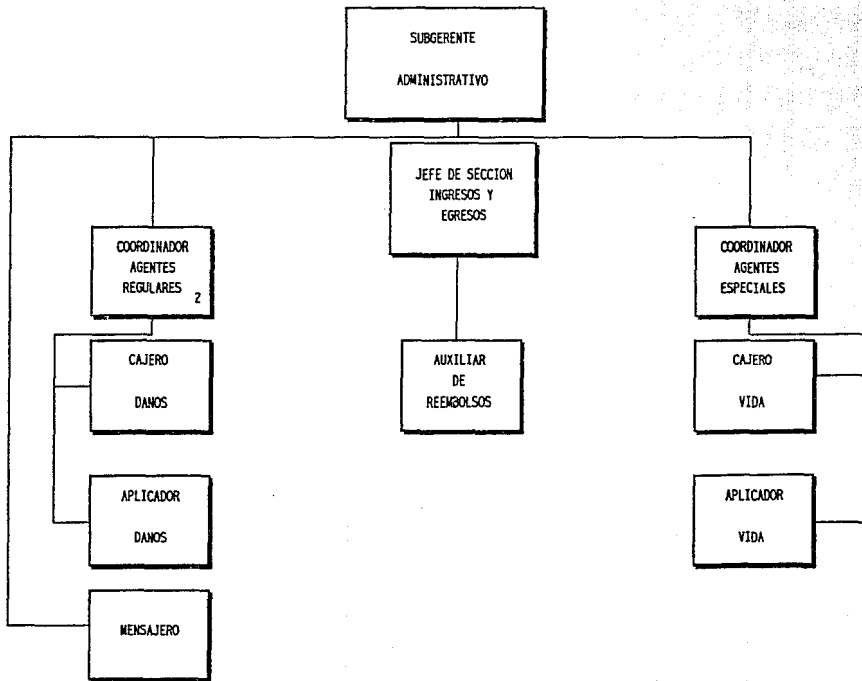 SUBGERENTE
ADMINISTRATIVO
JEFE DE SECCION
INGRESOS Y
EGRESOS
COORDINADOR
AGENTES
REGULARES
2
COORDINADOR
AGENTES
ESPECIALES
CAJERO
DANOS
AUXILIAR
DE
REEMBOLSOS
CAJERO
VIDA
APLICADOR
DANOS
APLICADOR
VIDA
MENSAJERO